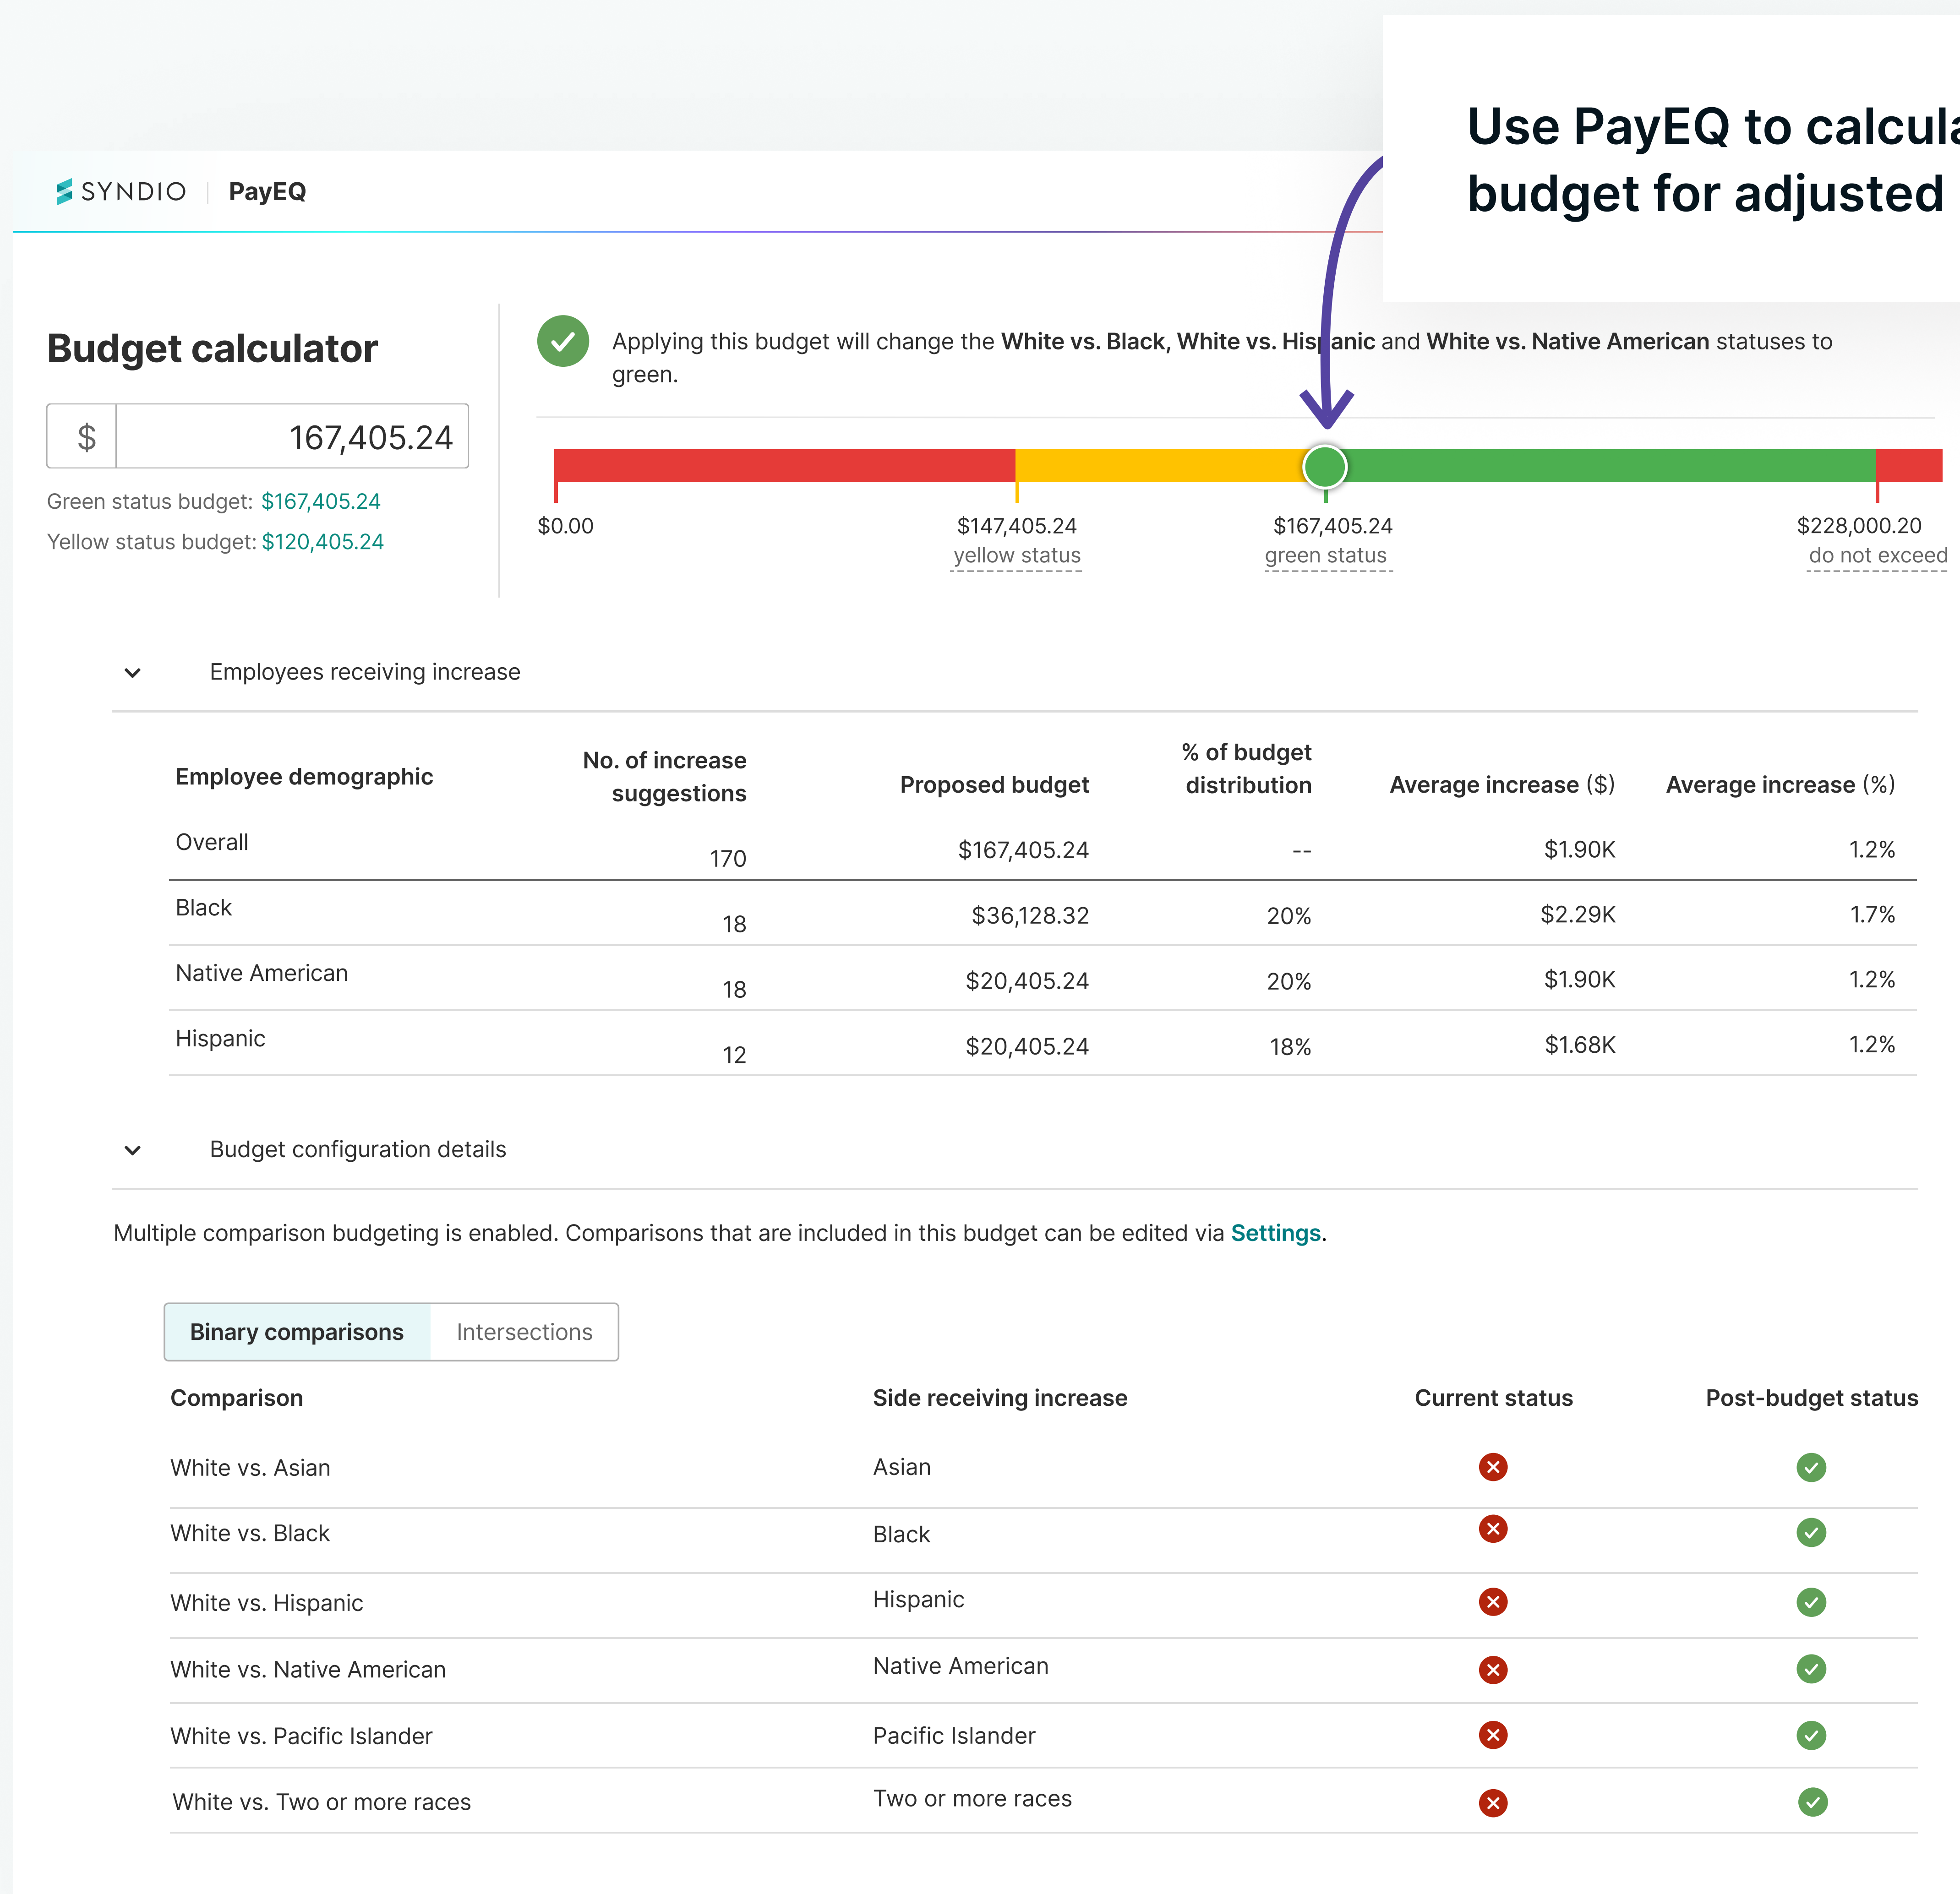 Use PayEQ to
budget for adjusted
SYNDIO PayEQ
Budget calculator
$ 167,405.24
Green status budget: $167,405.24
Yellow status budget: $120,405.24
Applying this budget will change the White vs. Black, White vs. Hispanic and White vs. Native American statuses to
green.
$0.00 $147,405.24 $167,405.24 $228,000.20
yellow status green status do not exceed
Employees receiving increase
Employee demographic No. of increase suggestions Proposed budget % of budget distribution Average increase ($) Average increase (%)
Overall 170 $167,405.24 -- $1.90K 1.2%
Black 18 $36,128.32 20% $2.29K 1.7%
Native American 18 $20,405.24 20% $1.90K 1.2%
Hispanic 12 $20,405.24 18% $1.68K 1.2%
Budget configuration details
Multiple comparison budgeting is enabled. Comparisons that are included in this budget can be edited via Settings.
Binary comparisons Intersections
Comparison Side receiving increase Current status Post-budget status
White vs. Asian Asian
White vs. Black Black
White vs. Hispanic Hispanic
White vs. Native American Native American
White vs. Pacific Islander Pacific Islander
White vs. Two or more races Two or more races